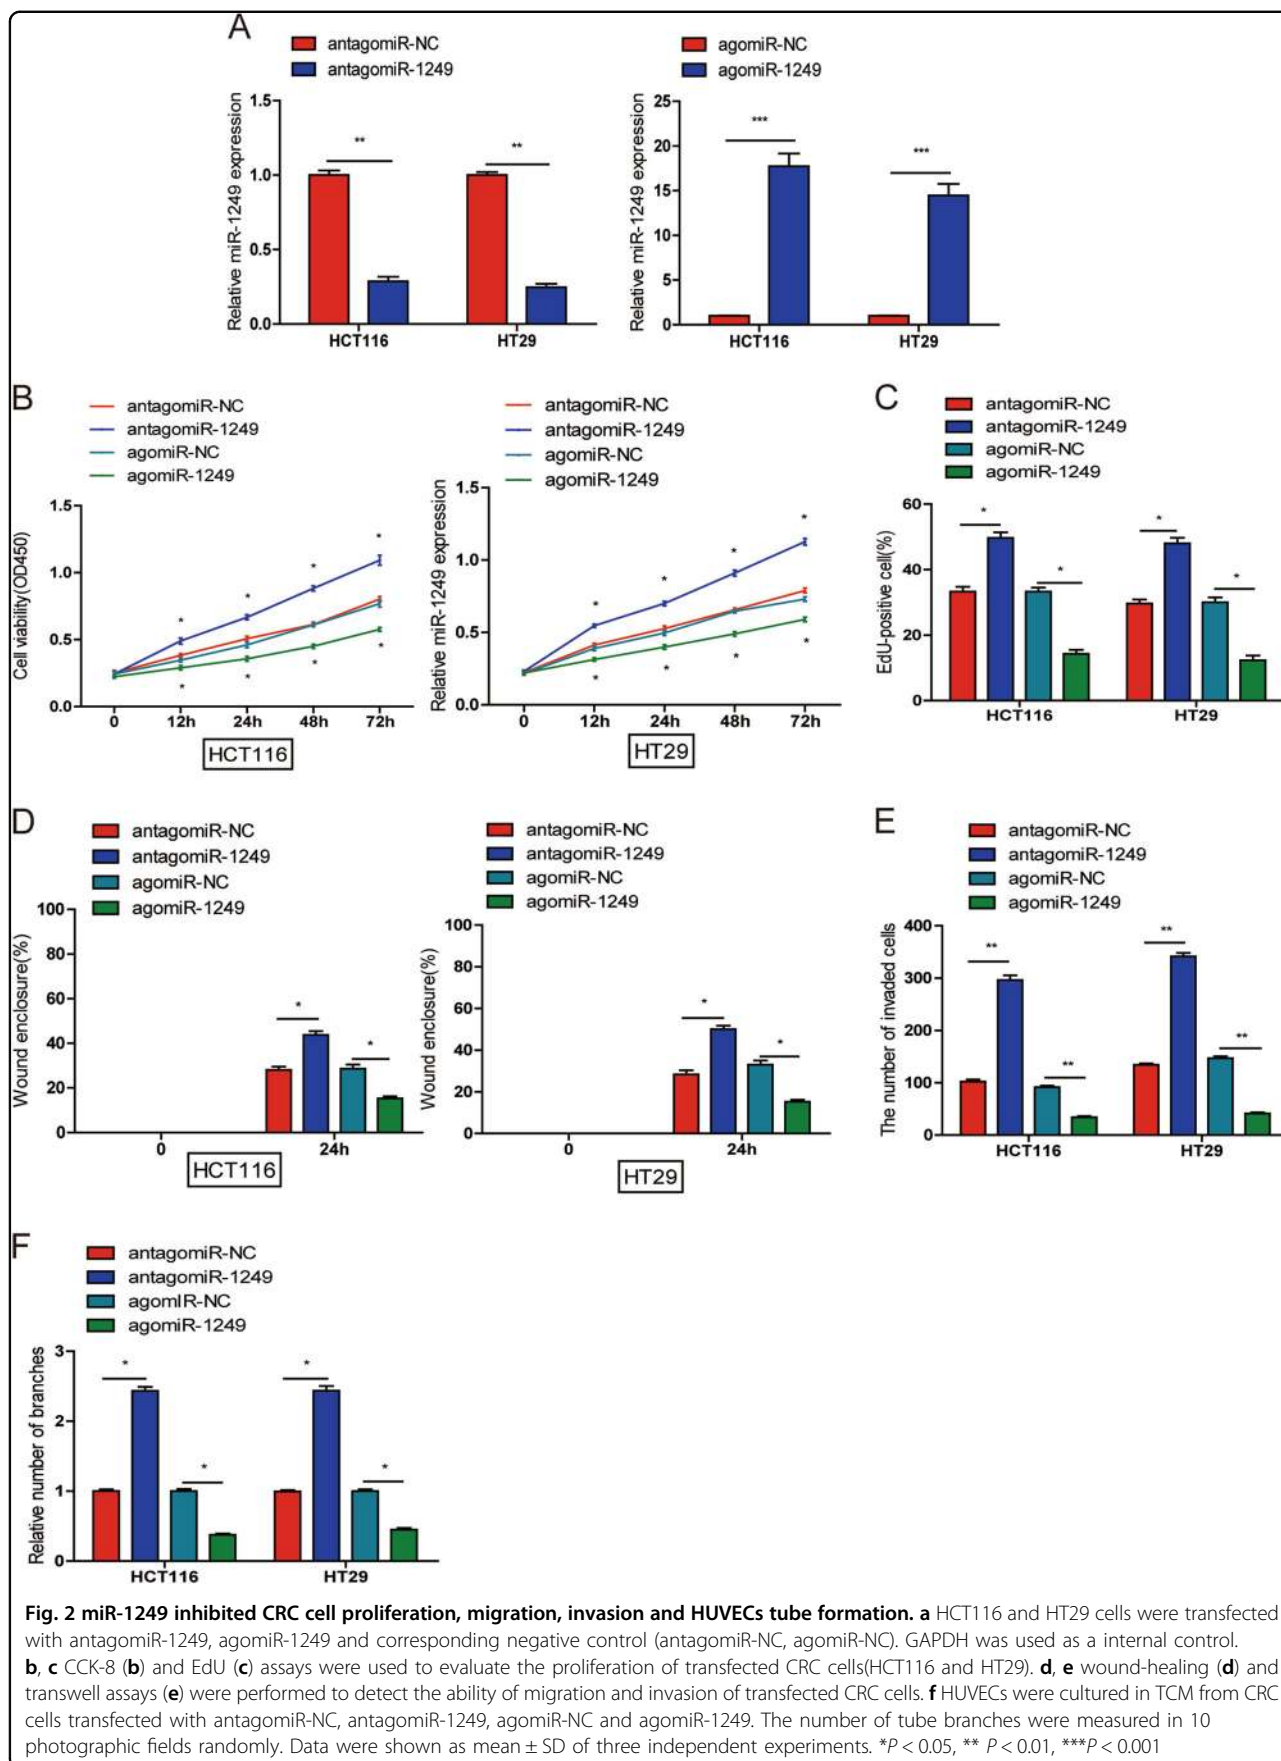 A
antagomiR-NC
antagomiR-1249
Relative miR-1249 expression
1.5
1.0
0.5
0.0
**
**
HCT116
HT29
agomiR-NC
agomiR-1249
Relative miR-1249 expression
25
20
15
10
5
0
***
***
HCT116
HT29
B
antagomiR-NC
antagomiR-1249
agomiR-NC
agomiR-1249
Cell viability(OD450)
1.5
1.0
0.5
0.0
*
*
*
*
*
*
*
*
0
12h
24h
48h
72h
HCT116
antagomiR-NC
antagomiR-1249
agomiR-NC
agomiR-1249
Relative miR-1249 expression
1.5
1.0
0.5
0.0
*
*
*
*
*
*
*
*
0
12h
24h
48h
72h
HT29
C
antagomiR-NC
antagomiR-1249
agomiR-NC
agomiR-1249
EdU-positive cell(%)
60
40
20
0
*
*
*
*
HCT116
HT29
D
antagomiR-NC
antagomiR-1249
agomiR-NC
agomiR-1249
Wound enclosure(%)
100
80
60
40
20
0
*
*
0
24h
HCT116
antagomiR-NC
antagomiR-1249
agomiR-NC
agomiR-1249
Wound enclosure(%)
100
80
60
40
20
0
*
*
0
24h
HT29
E
antagomiR-NC
antagomiR-1249
agomiR-NC
agomiR-1249
The number of invaded cells
400
300
200
100
0
**
**
**
**
HCT116
HT29
F
antagomiR-NC
antagomiR-1249
agomIR-NC
agomiR-1249
Relative number of branches
3
2
1
0
*
*
*
*
HCT116
HT29
Fig. 2 miR-1249 inhibited CRC cell proliferation, migration, invasion and HUVECs tube formation. a HCT116 and HT29 cells were transfected
with antagomiR-1249, agomiR-1249 and corresponding negative control (antagomiR-NC, agomiR-NC). GAPDH was used as a internal control.
b, c CCK-8 (b) and EdU (c) assays were used to evaluate the proliferation of transfected CRC cells(HCT116 and HT29). d, e wound-healing (d) and
transwell assays (e) were performed to detect the ability of migration and invasion of transfected CRC cells. f HUVECs were cultured in TCM from CRC
cells transfected with antagomiR-NC, antagomiR-1249, agomiR-NC and agomiR-1249. The number of tube branches were measured in 10
photographic fields randomly. Data were shown as mean ± SD of three independent experiments. *P < 0.05, ** P < 0.01, ***P < 0.001